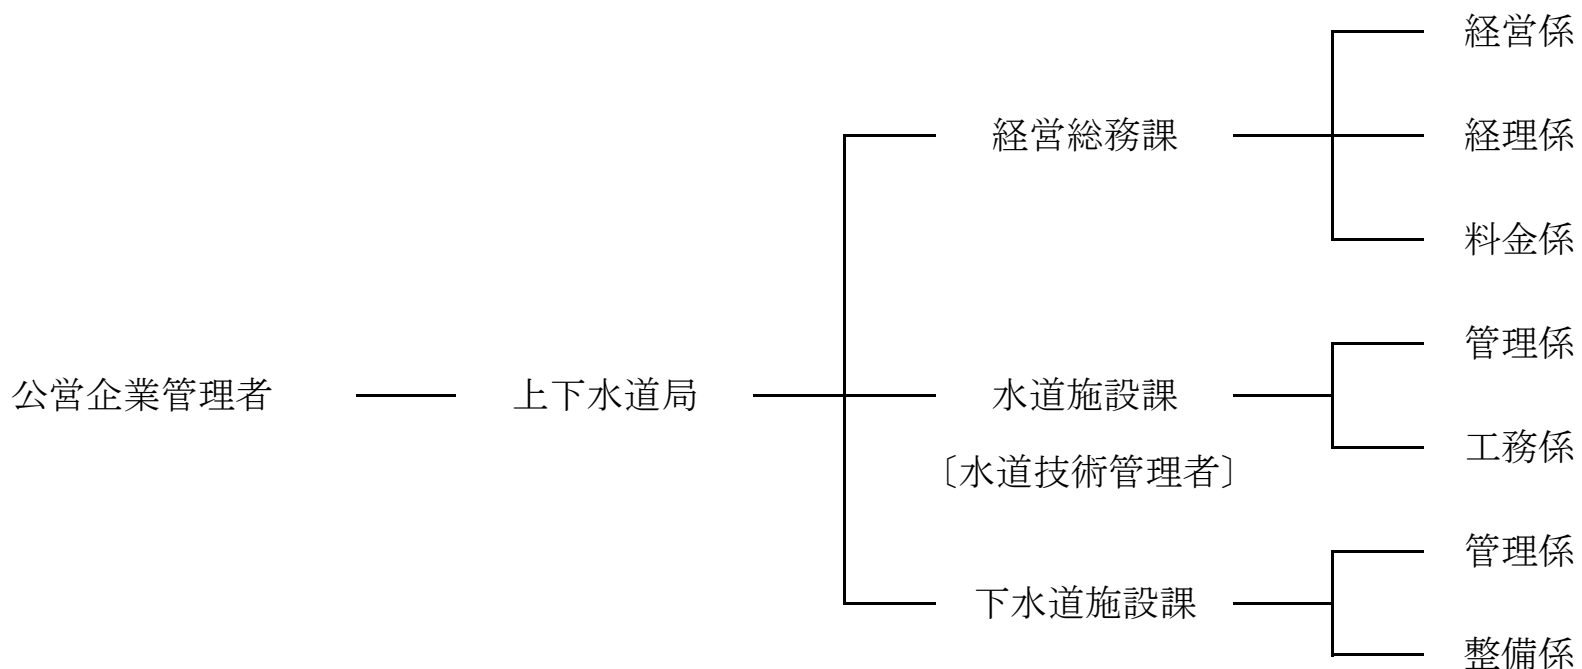 公営企業管理者
上下水道局
経営総務課
経営係
経理係
料金係
水道施設課
〔水道技術管理者〕
管理係
工務係
下水道施設課
管理係
整備係